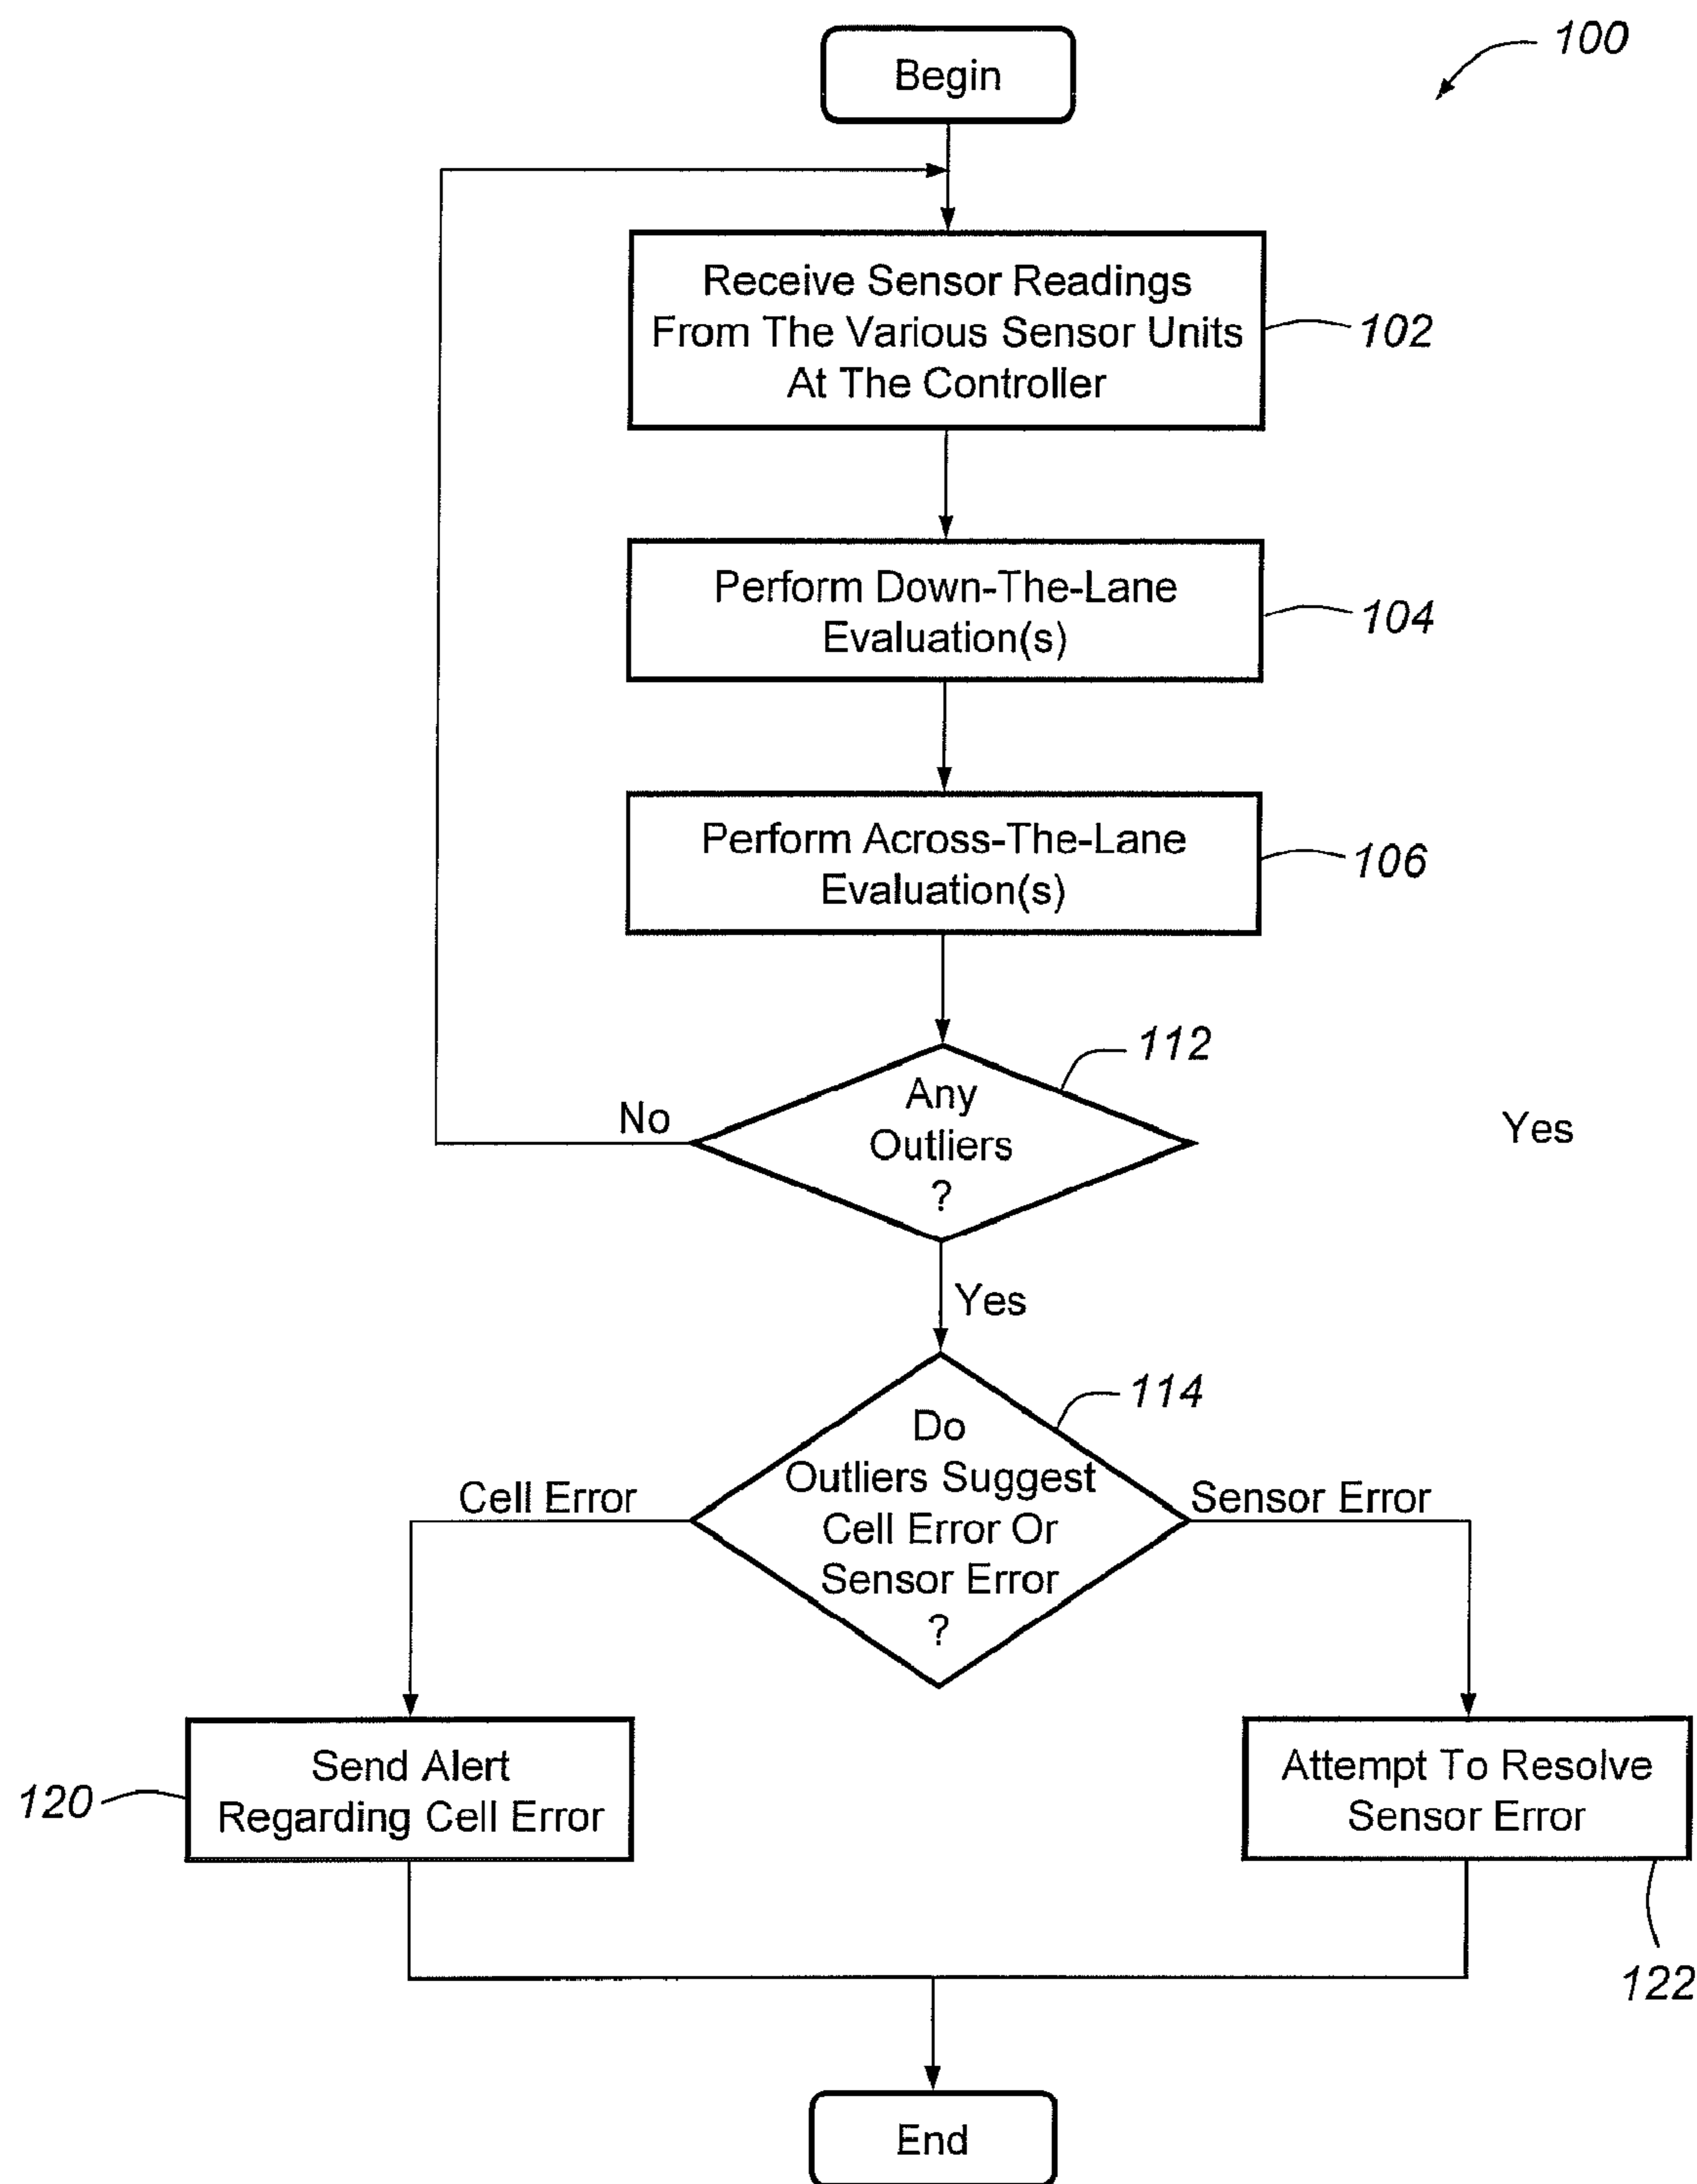 100
Begin
Receive Sensor Readings
From The Various Sensor Units
At The Controller
102
Perform Down-The-Lane
Evaluation(s)
104
Perform Across-The-Lane
Evaluation(s)
106
112
Any
Outliers
?
No
Yes
Yes
114
Do
Outliers Suggest
Cell Error Or
Sensor Error
?
Cell Error
Sensor Error
Send Alert
Regarding Cell Error
120
Attempt To Resolve
Sensor Error
122
End